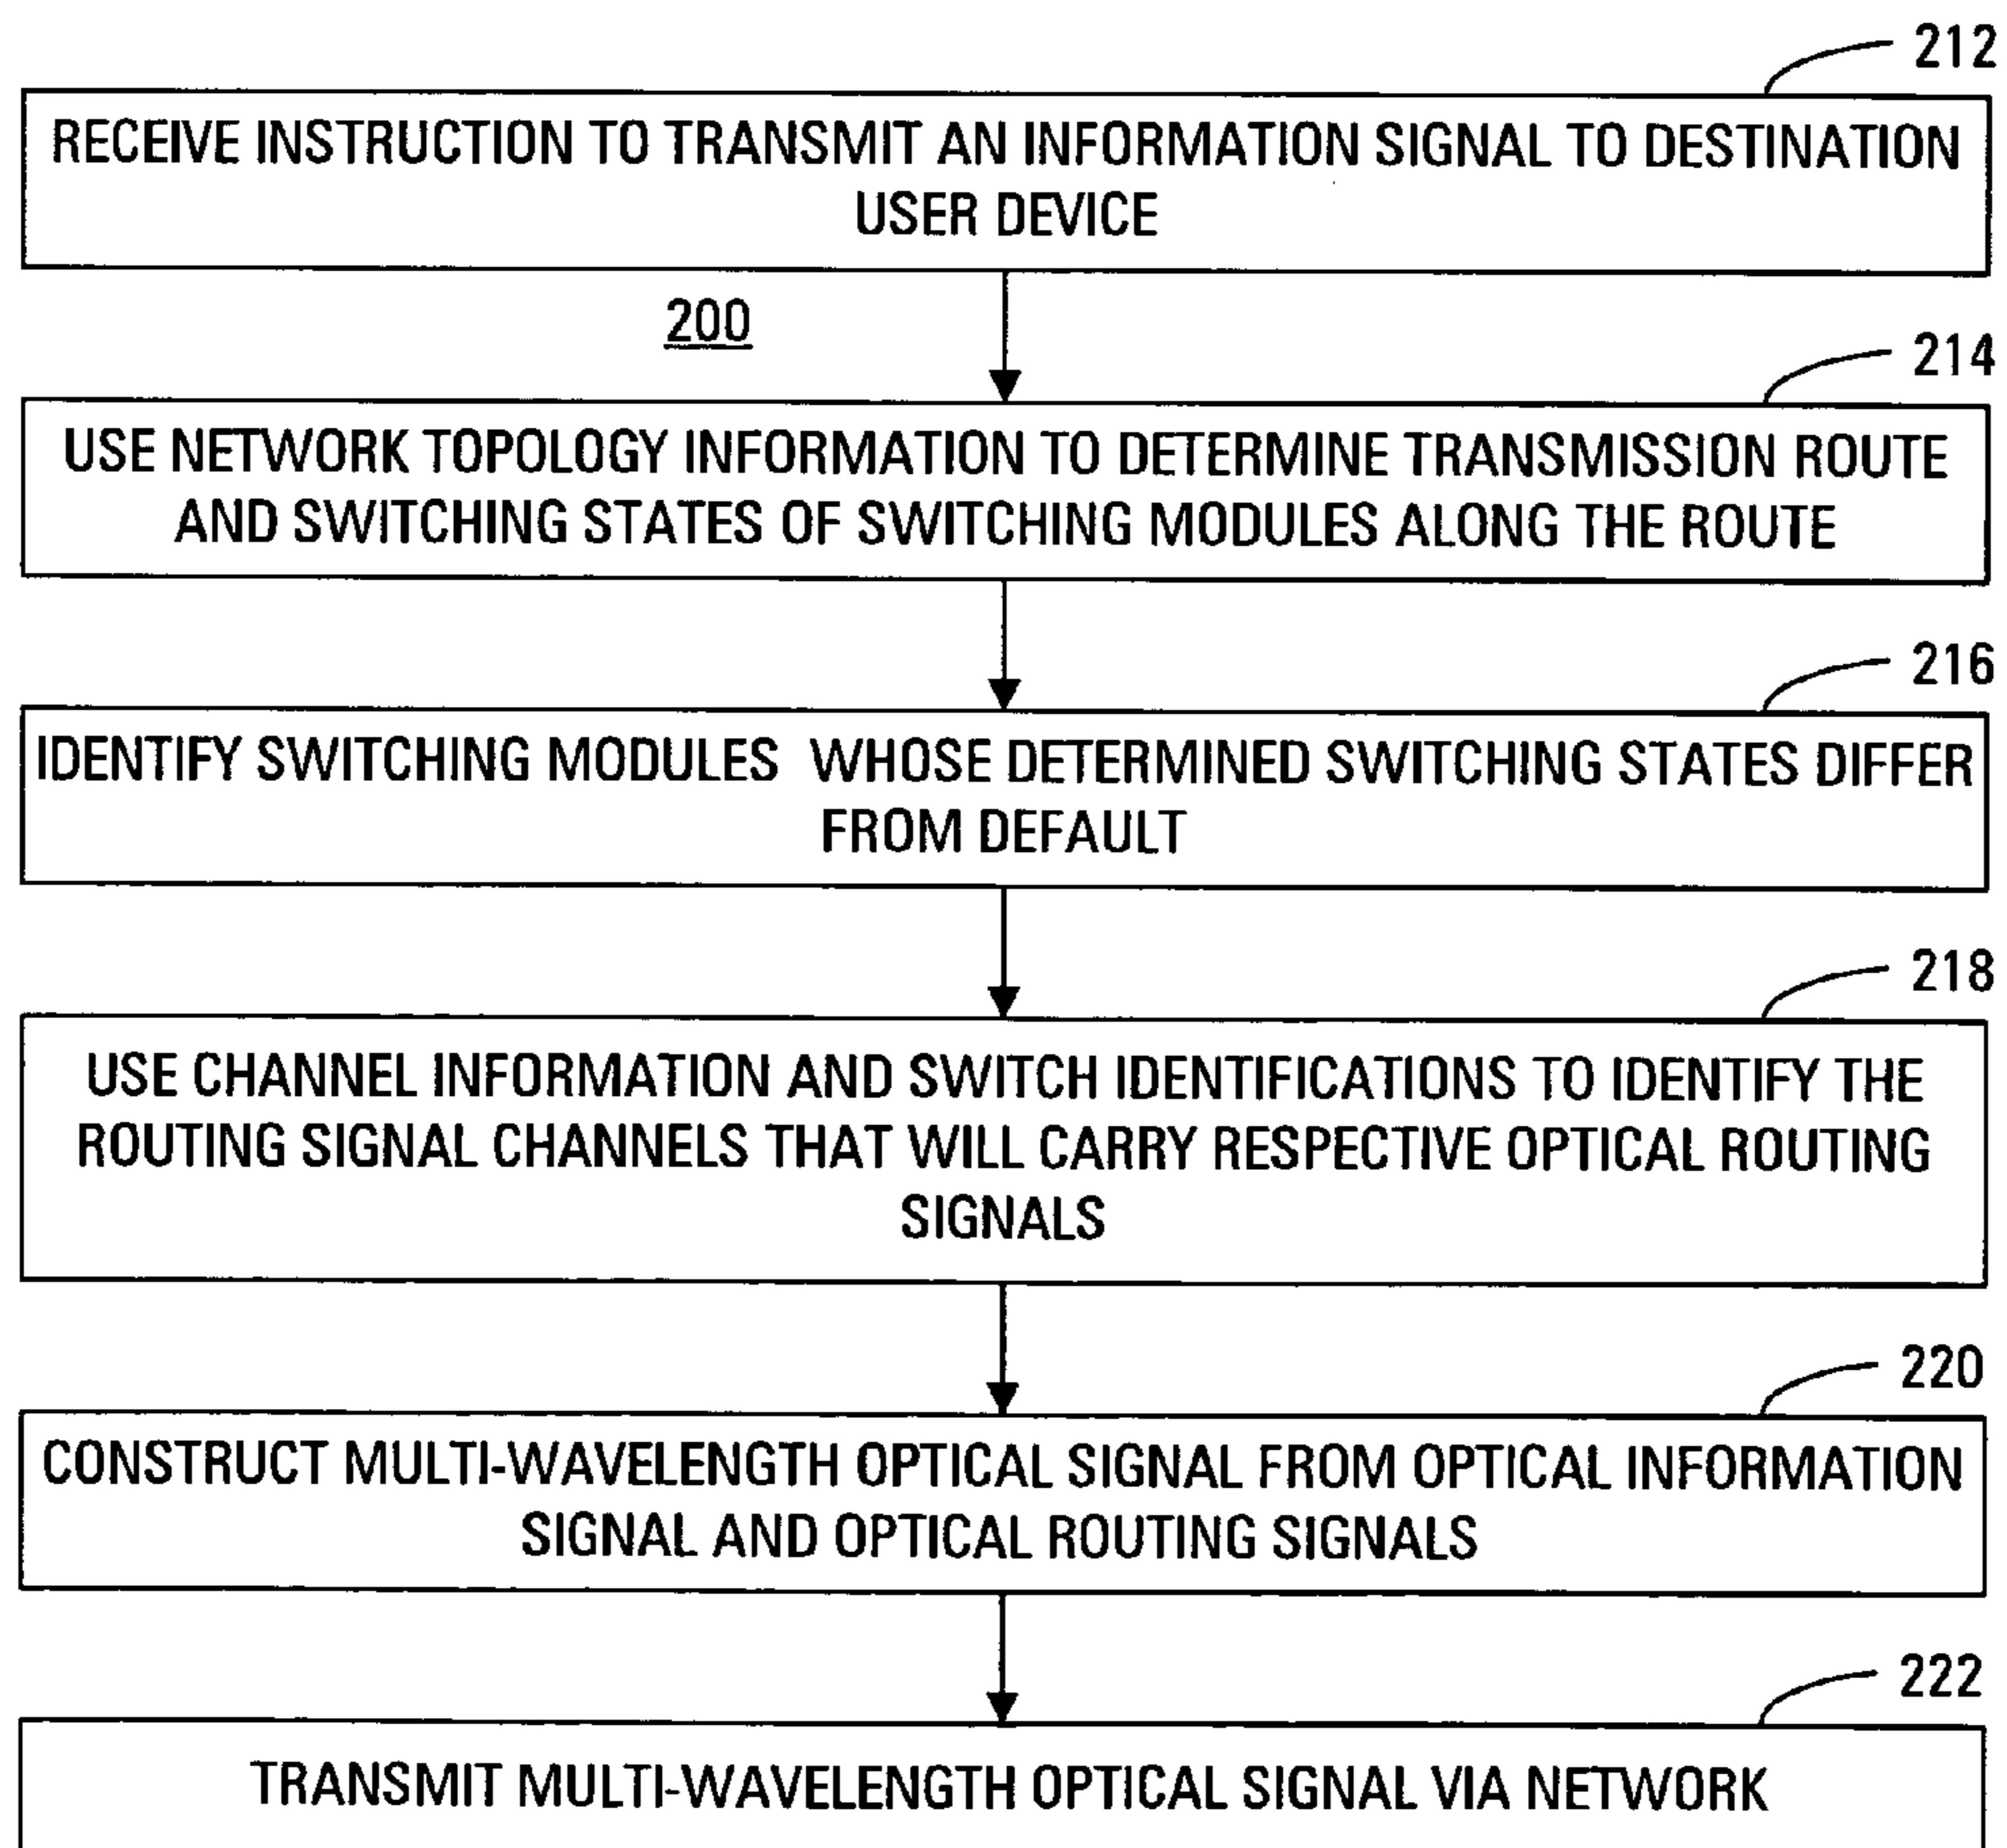 212
RECEIVE INSTRUCTION TO TRANSMIT AN INFORMATION SIGNAL TO DESTINATION
USER DEVICE
200
214
USE NETWORK TOPOLOGY INFORMATION TO DETERMINE TRANSMISSION ROUTE
AND SWITCHING STATES OF SWITCHING MODULES ALONG THE ROUTE
216
IDENTIFY SWITCHING MODULES WHOSE DETERMINED SWITCHING STATES DIFFER
FROM DEFAULT
218
USE CHANNEL INFORMATION AND SWITCH IDENTIFICATIONS TO IDENTIFY THE
ROUTING SIGNAL CHANNELS THAT WILL CARRY RESPECTIVE OPTICAL ROUTING
SIGNALS
220
CONSTRUCT MULTI-WAVELENGTH OPTICAL SIGNAL FROM OPTICAL INFORMATION
SIGNAL AND OPTICAL ROUTING SIGNALS
222
TRANSMIT MULTI-WAVELENGTH OPTICAL SIGNAL VIA NETWORK